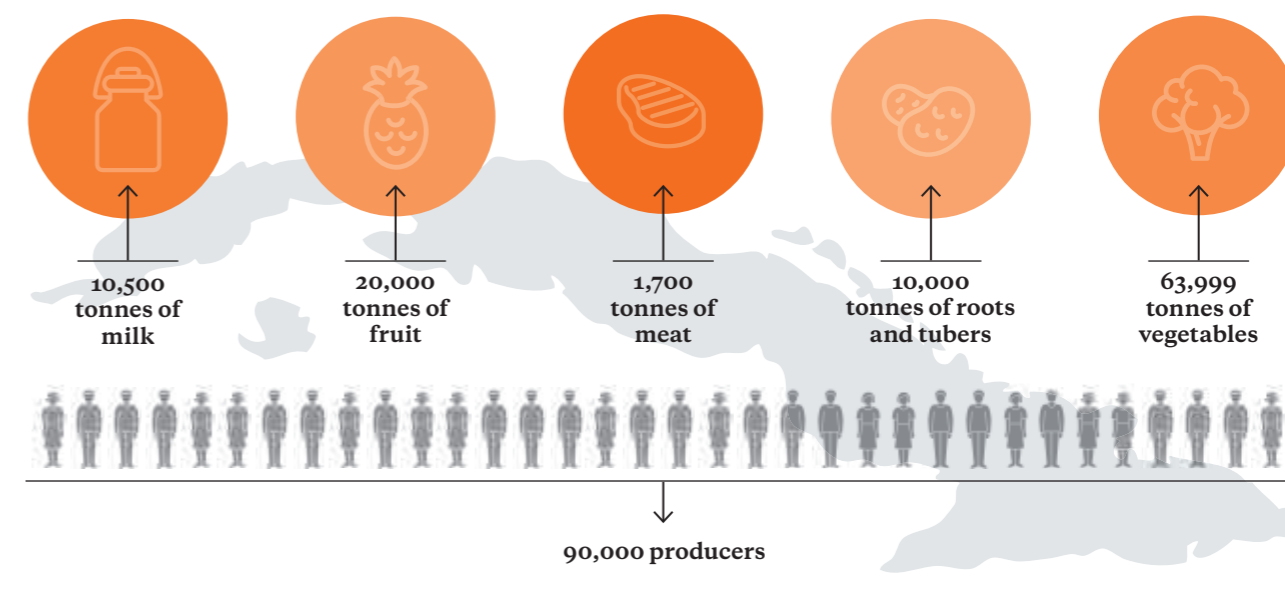 10,500
tonnes of
milk
20,000
tonnes of
fruit
1,700
tonnes of
meat
10,000
tonnes of roots
and tubers
63,999
tonnes of
vegetables
90,000 producers